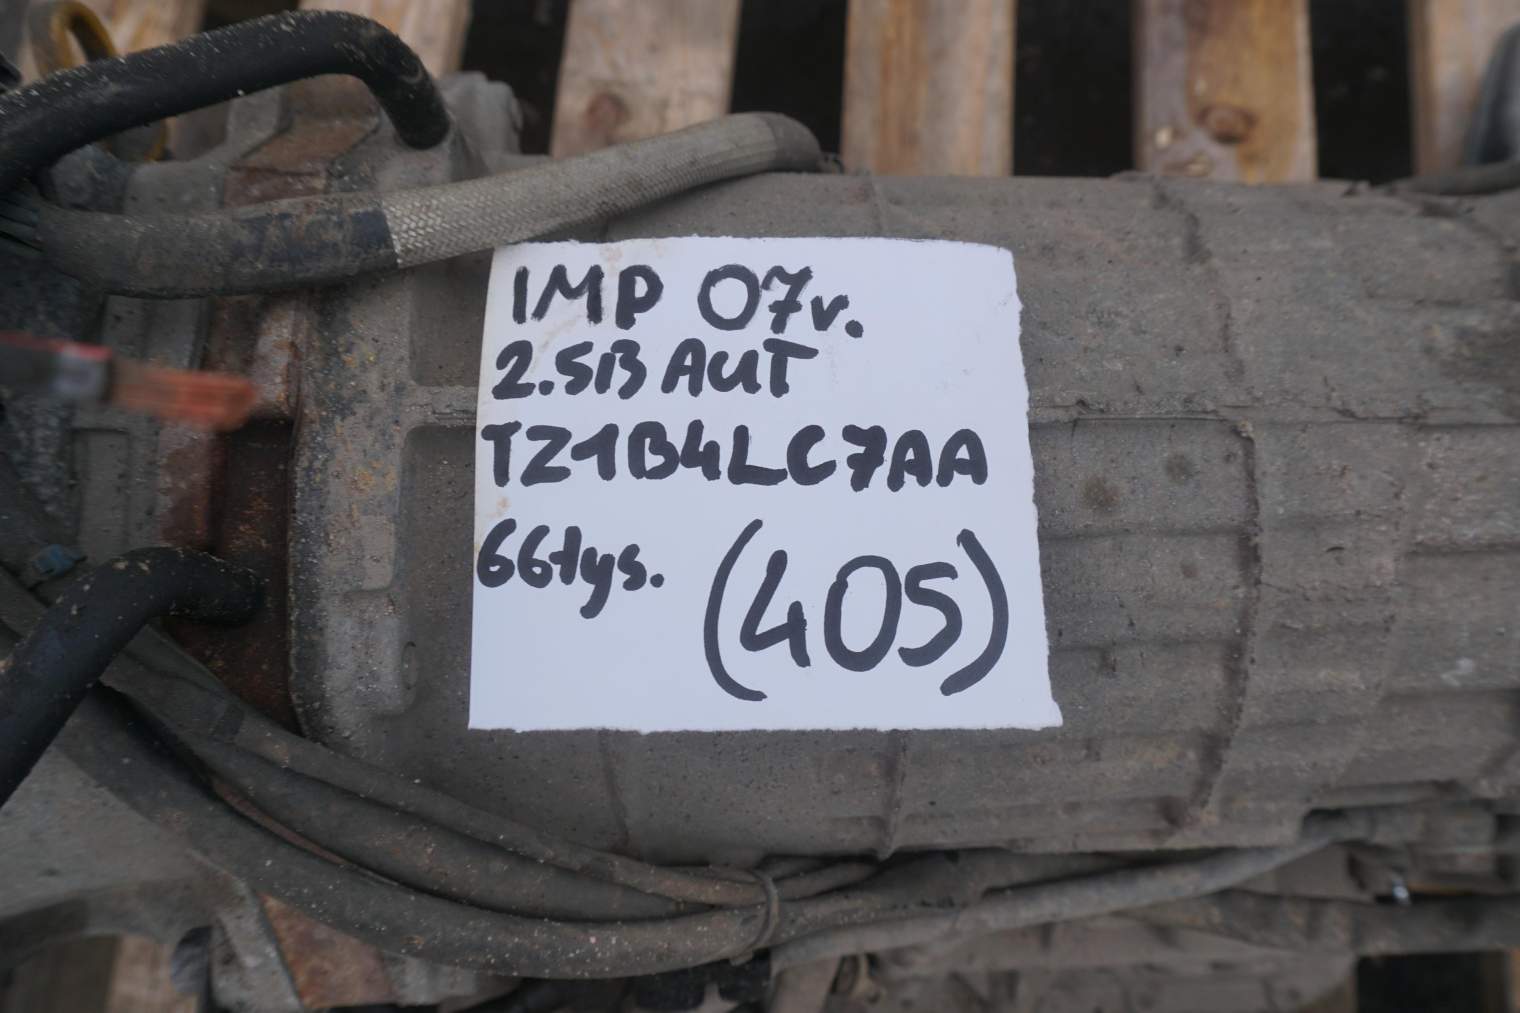 IMP 07r.
2.5B AUT
TZ1B4LC7AA
66tys. (405)